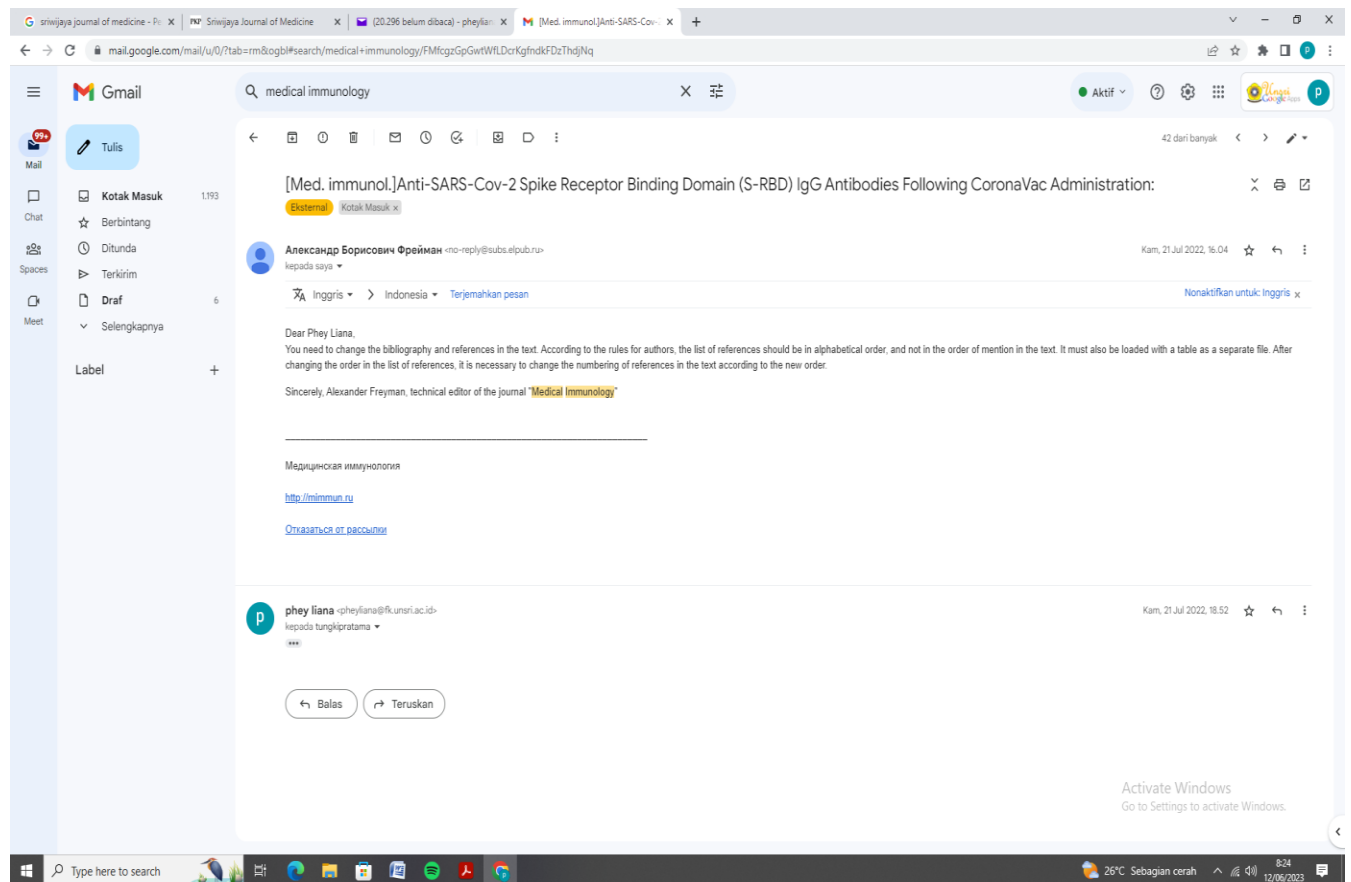 sriwijaya journal of medicine - Pe
Sriwijaya Journal of Medicine
(20.296 belum dibaca) - pheylian
[Med. immunol.]Anti-SARS-Cov-2
mail.google.com/mail/u/0/?tab=rm&ogbl#search/medical+immunology/FMfcgzGpGwtWfLDcrKgfndkFDzThdjNq
Gmail
medical immunology
Aktif
Unsri
Google Apps
P
99+
Mail
Tulis
42 dari banyak
Chat
Spaces
Meet
Kotak Masuk 1.193
Berbintang
Ditunda
Terkirim
Draf 6
Selengkapnya
Label
[Med. immunol.]Anti-SARS-Cov-2 Spike Receptor Binding Domain (S-RBD) IgG Antibodies Following CoronaVac Administration:
Eksternal Kotak Masuk x
Александр Борисович Фрейман <no-reply@subs.elpub.ru> Kam, 21 Jul 2022, 16.04
kepada saya
Inggris > Indonesia Terjemahkan pesan Nonaktifkan untuk: Inggris x
Dear Phey Liana,
You need to change the bibliography and references in the text. According to the rules for authors, the list of references should be in alphabetical order, and not in the order of mention in the text. It must also be loaded with a table as a separate file. After
changing the order in the list of references, it is necessary to change the numbering of references in the text according to the new order.
Sincerely, Alexander Freyman, technical editor of the journal "Medical Immunology"
Медицинская иммунология
http://mimmun.ru
Отказаться от рассылки
phey liana <pheyliana@fk.unsri.ac.id> Kam, 21 Jul 2022, 18.52
kepada tungkipratama
Balas
Teruskan
Activate Windows
Go to Settings to activate Windows.
Type here to search
26°C Sebagian cerah
8:24
12/06/2023